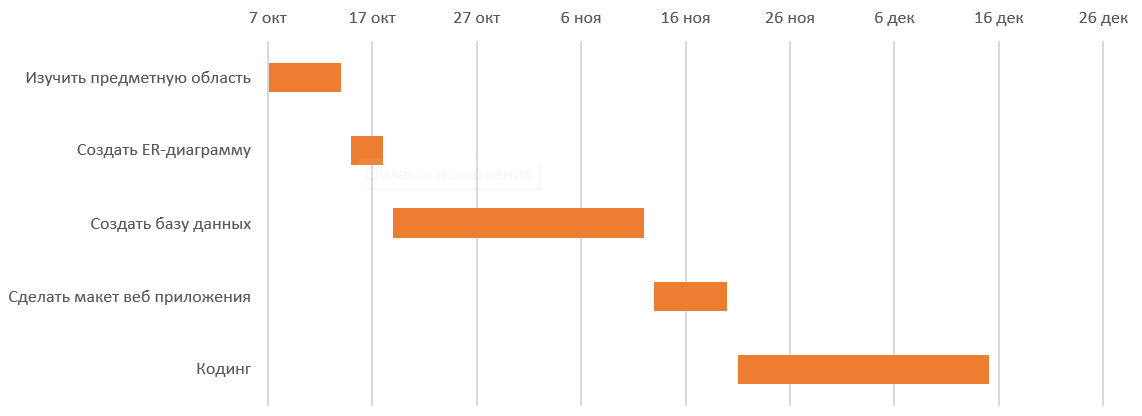 7 окт 17 окт 27 окт 6 ноя 16 ноя 26 ноя 6 дек 16 дек 26 дек
Изучить предметную область
Создать ER-диаграмму
Область построения
Создать базу данных
Сделать макет веб приложения
Кодинг